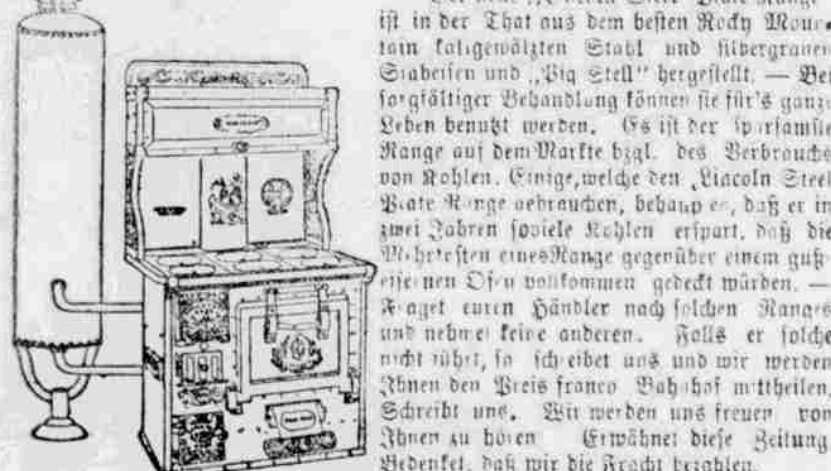 ist in der That aus dem besten Rocky Moun-
tain kaltgewälzten Stahl und silbergrauen
Stabeisen und „Pig Stell" hergestellt. — Bei
sorgfältiger Behandlung können sie für's ganze
Leben benutzt werden. Es ist der sparsamste
Range auf dem Markte bzgl. des Verbrauchs
von Kohlen. Einige, welche den „Lincoln Steel
Plate Range gebrauchen, behaupten, daß er in
zwei Jahren soviele Kohlen erspart, daß die
Mehrkosten eines Range gegenüber einem guß-
eisernen Ofen vollkommen gedeckt würden. —
Fraget euren Händler nach solchen Ranges
und nehmet keine anderen. Falls er solche
nicht führt, so schreibet uns und wir werden
Ihnen den Preis franco Bahnhof mittheilen.
Schreibt uns. Wir werden uns freuen von
Ihnen zu hören Erwähnet diese Zeitung.
Bedenket, daß wir die Fracht bezahlen.